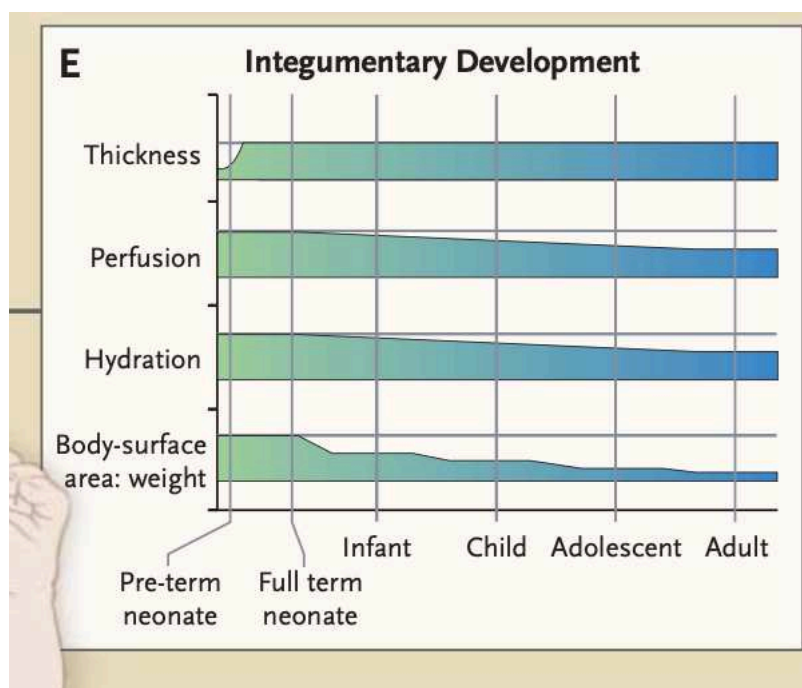 E
Integumentary Development
Thickness
Perfusion
Hydration
Body-surface
area: weight
Infant
Child
Adolescent
Adult
Pre-term
neonate
Full term
neonate